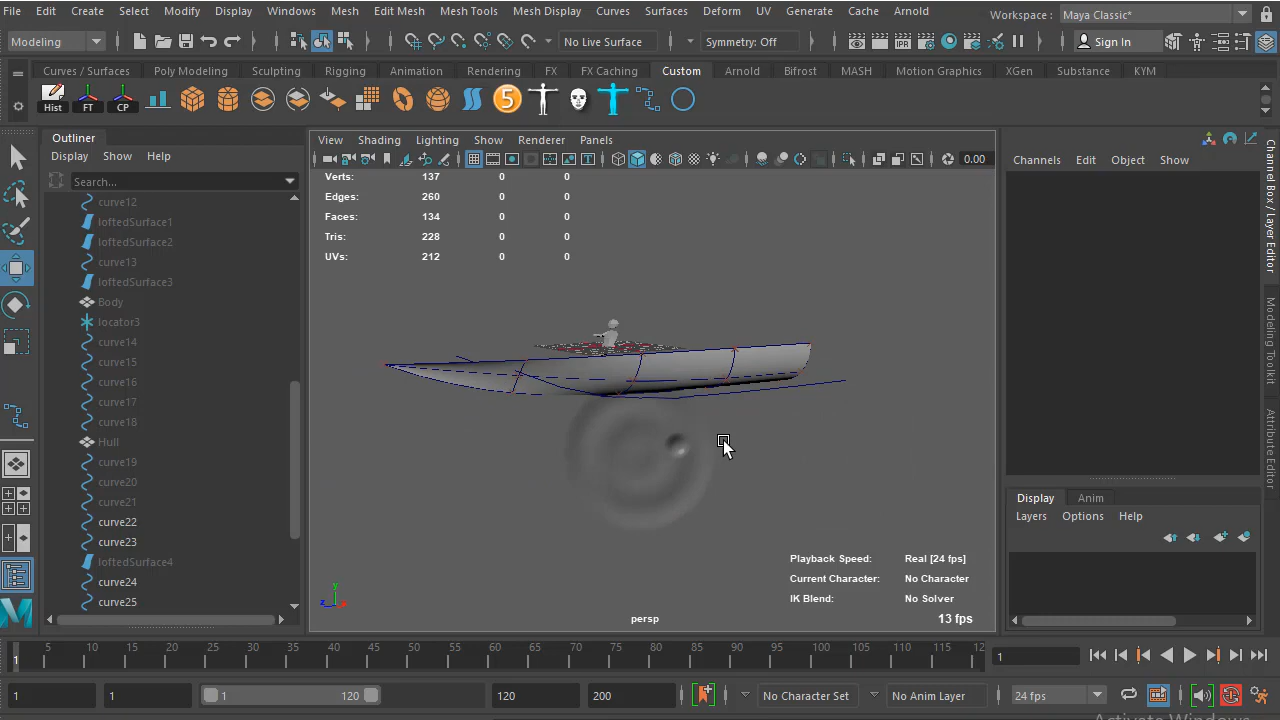 File Edit Create Select Modify Display Windows Mesh Edit Mesh Mesh Tools Mesh Display Curves Surfaces Deform UV Generate Cache Arnold Workspace: Maya Classic*
Modeling No Live Surface Symmetry: Off Sign In
Curves / Surfaces Poly Modeling Sculpting Rigging Animation Rendering FX FX Caching Custom Arnold Bifrost MASH Motion Graphics XGen Substance KYM
Hist FT CP 5
Outliner
Display Show Help
Search...
curve12
loftedSurface1
loftedSurface2
curve13
loftedSurface3
Body
locator3
curve14
curve15
curve16
curve17
curve18
Hull
curve19
curve20
curve21
curve22
curve23
loftedSurface4
curve24
curve25
View Shading Lighting Show Renderer Panels
0.00
Verts: 137 0 0
Edges: 260 0 0
Faces: 134 0 0
Tris: 228 0 0
UVs: 212 0 0
Playback Speed: Real [24 fps]
Current Character: No Character
IK Blend: No Solver
y
z
persp
13 fps
Channels Edit Object Show
Channel Box / Layer Editor
Modeling Toolkit
Attribute Editor
Display Anim
Layers Options Help
1 5 10 15 20 25 30 35 40 45 50 55 60 65 70 75 80 85 90 95 100 105 110 115 12 1
1 1 1 120 120 200 No Character Set No Anim Layer 24 fps
Activate Windows